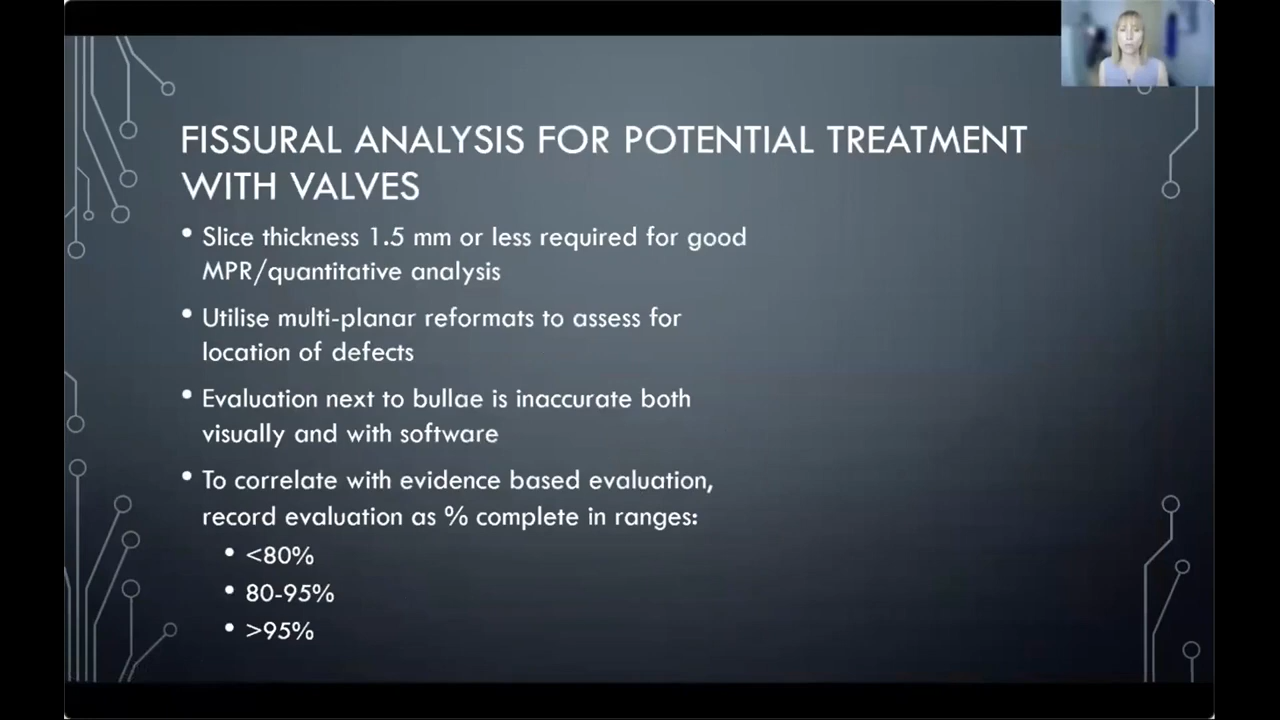 FISSURAL ANALYSIS FOR POTENTIAL TREATMENT
WITH VALVES
• Slice thickness 1.5 mm or less required for good
MPR/quantitative analysis
• Utilise multi-planar reformats to assess for
location of defects
• Evaluation next to bullae is inaccurate both
visually and with software
• To correlate with evidence based evaluation,
record evaluation as % complete in ranges:
• <80%
• 80-95%
• >95%